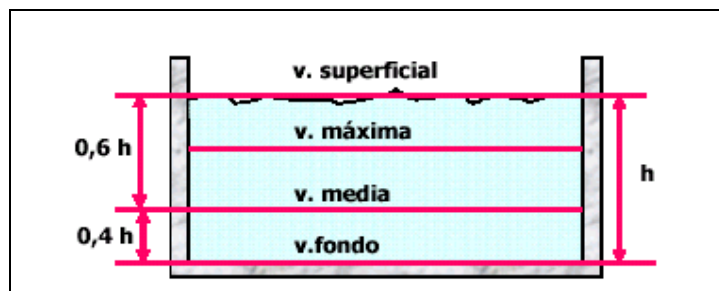 v. superficial
v. máxima
0,6 h
h
v. media
0,4 h
v.fondo